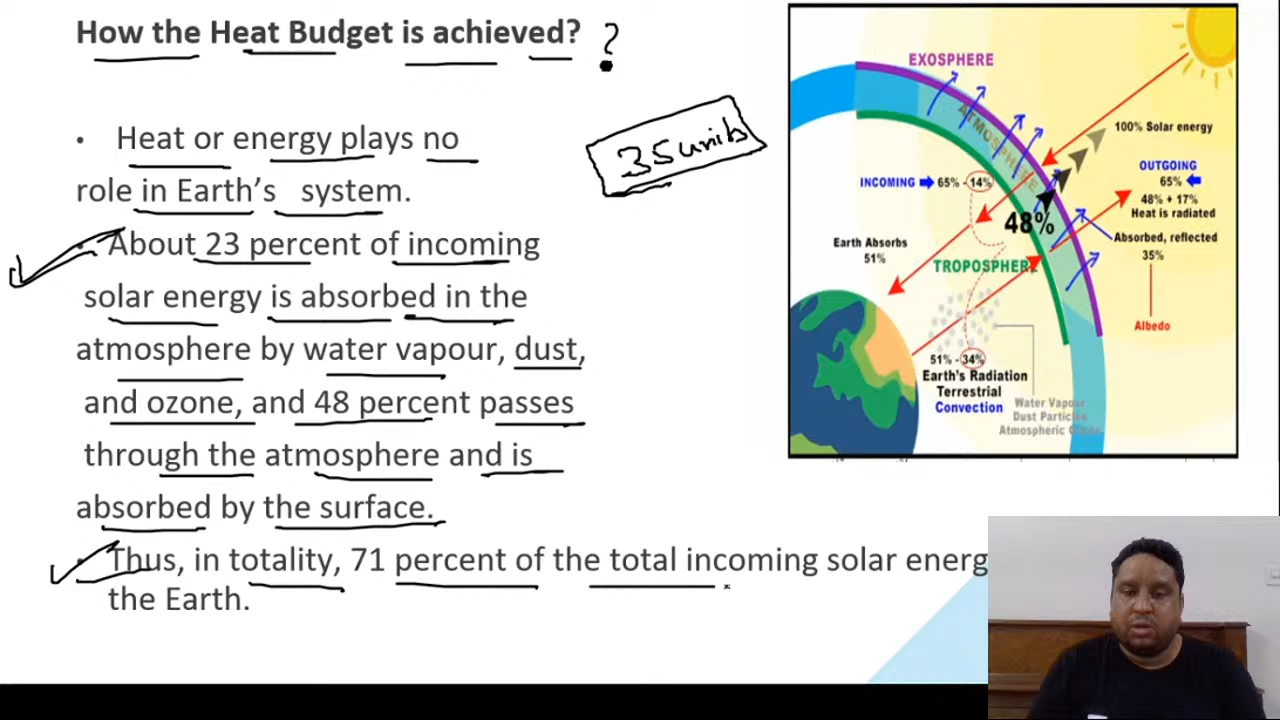 How the Heat Budget is achieved? ?
• Heat or energy plays no
role in Earth's system.
• About 23 percent of incoming
solar energy is absorbed in the
atmosphere by water vapour, dust,
and ozone, and 48 percent passes
through the atmosphere and is
absorbed by the surface.
• Thus, in totality, 71 percent of the total incoming solar energ
the Earth.
35 units
EXOSPHERE
ATMOSPHERE
100% Solar energy
INCOMING 65% - 14%
OUTGOING
65%
48% + 17%
Heat is radiated
48%
Absorbed, reflected
35%
Earth Absorbs
51%
TROPOSPHERE
Albedo
51% - 34%
Earth's Radiation
Terrestrial
Convection
Water Vapour
Dust Particles
Atmospheric